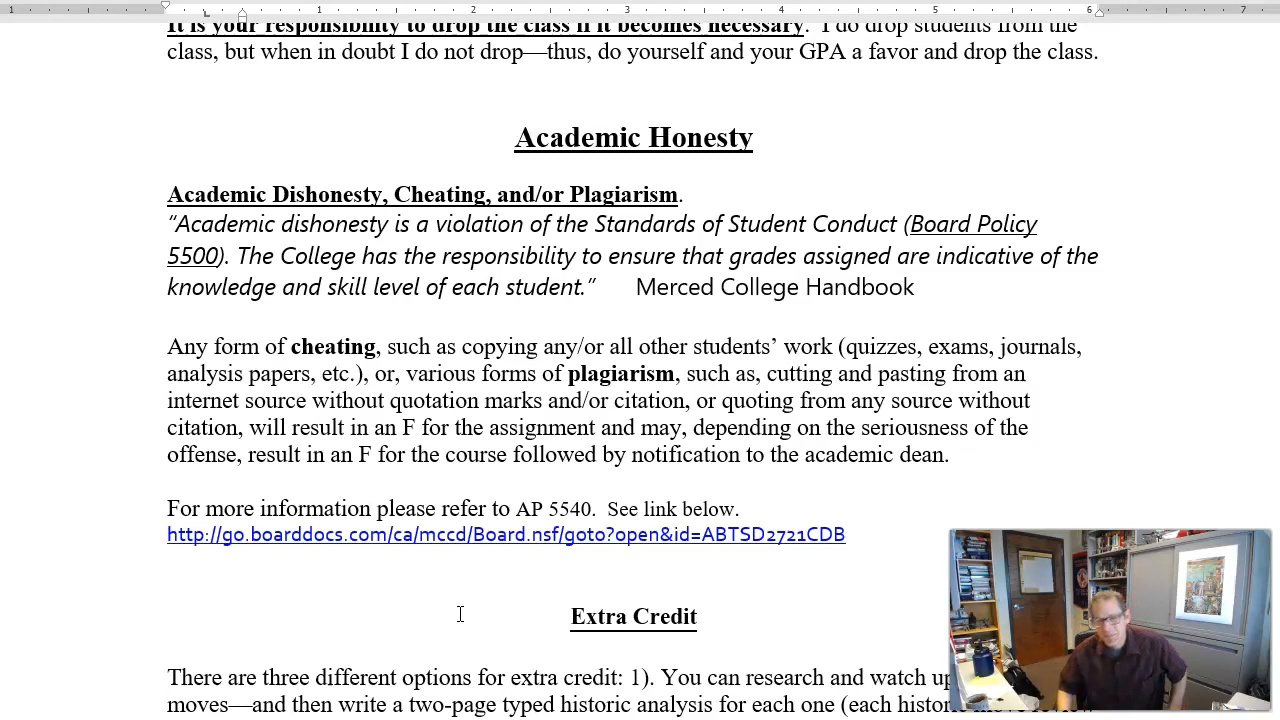 1 1 2 3 4 5 6 7
It is your responsibility to drop the class if it becomes necessary. I do drop students from the
class, but when in doubt I do not drop—thus, do yourself and your GPA a favor and drop the class.
Academic Honesty
Academic Dishonesty, Cheating, and/or Plagiarism.
“Academic dishonesty is a violation of the Standards of Student Conduct (Board Policy
5500). The College has the responsibility to ensure that grades assigned are indicative of the
knowledge and skill level of each student.” Merced College Handbook
Any form of cheating, such as copying any/or all other students’ work (quizzes, exams, journals,
analysis papers, etc.), or, various forms of plagiarism, such as, cutting and pasting from an
internet source without quotation marks and/or citation, or quoting from any source without
citation, will result in an F for the assignment and may, depending on the seriousness of the
offense, result in an F for the course followed by notification to the academic dean.
For more information please refer to AP 5540. See link below.
http://go.boarddocs.com/ca/mccd/Board.nsf/goto?open&id=ABTSD2721CDB
Extra Credit
There are three different options for extra credit: 1). You can research and watch up
moves—and then write a two-page typed historic analysis for each one (each historic